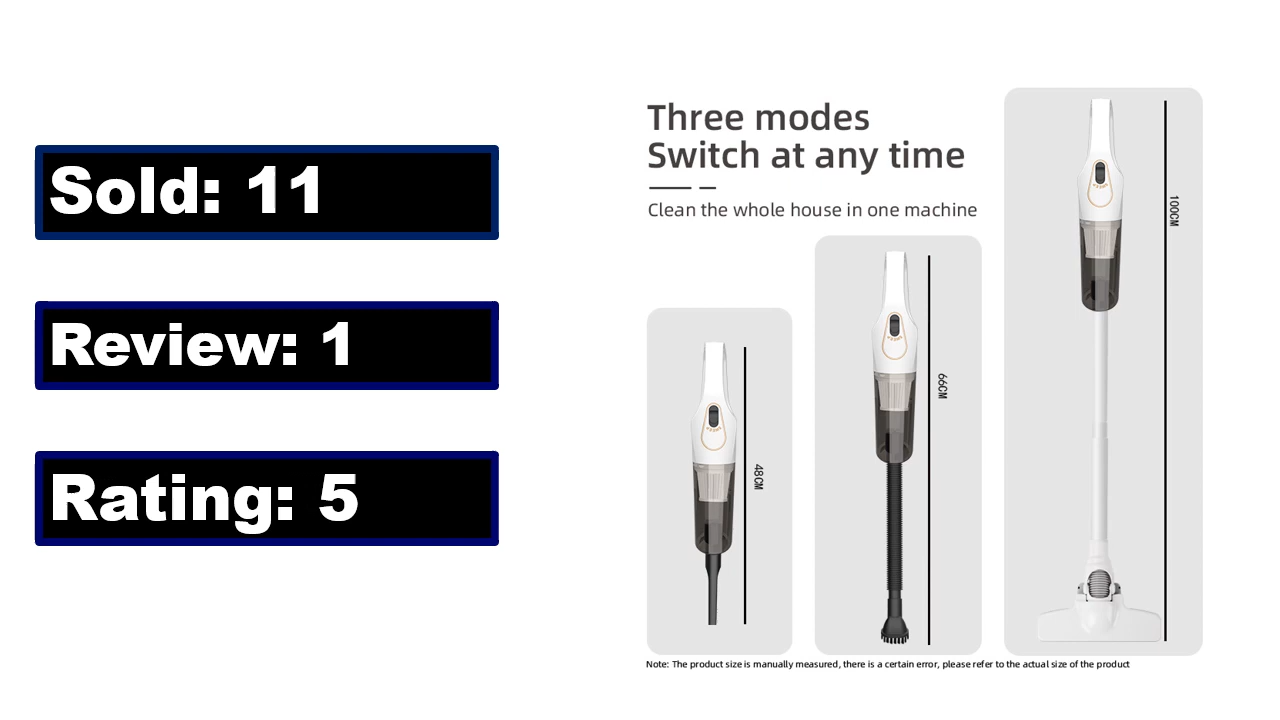 Sold: 11
Review: 1
Rating: 5
Three modes
Switch at any time
Clean the whole house in one machine
48CM
66CM
100CM
Note: The product size is manually measured, there is a certain error, please refer to the actual size of the product